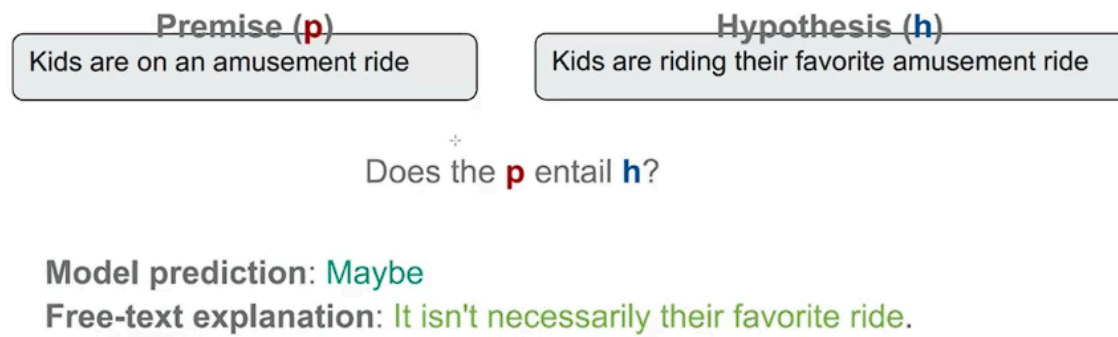 Premise (p)
Hypothesis (h)
Kids are on an amusement ride
Kids are riding their favorite amusement ride
Does the p entail h?
Model prediction: Maybe
Free-text explanation: It isn't necessarily their favorite ride.